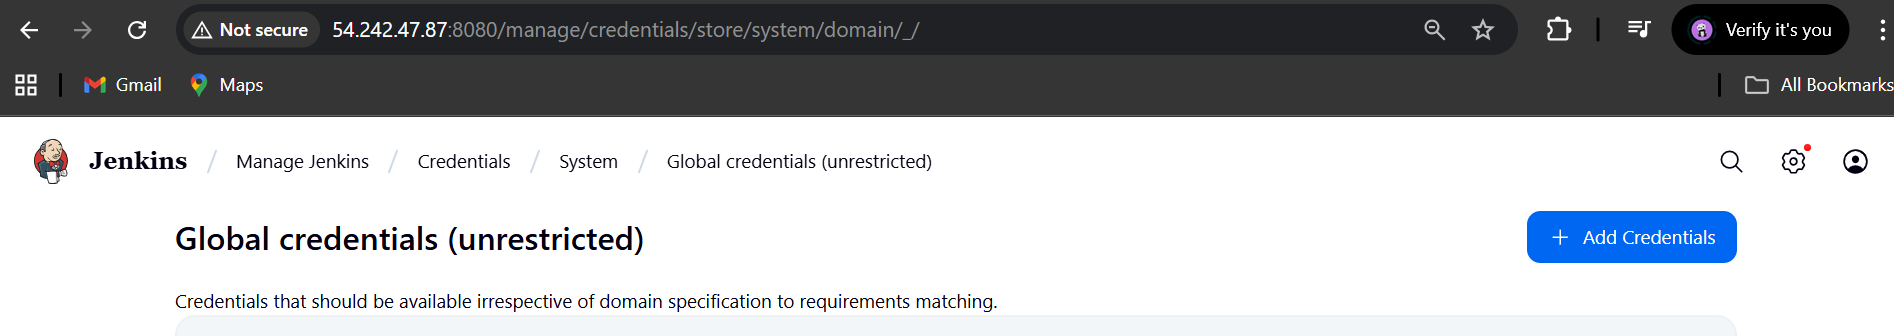 Not secure 54.242.47.87:8080/manage/credentials/store/system/domain/_/ Verify it's you
Gmail Maps All Bookmarks
Jenkins / Manage Jenkins / Credentials / System / Global credentials (unrestricted)
Global credentials (unrestricted) + Add Credentials
Credentials that should be available irrespective of domain specification to requirements matching.